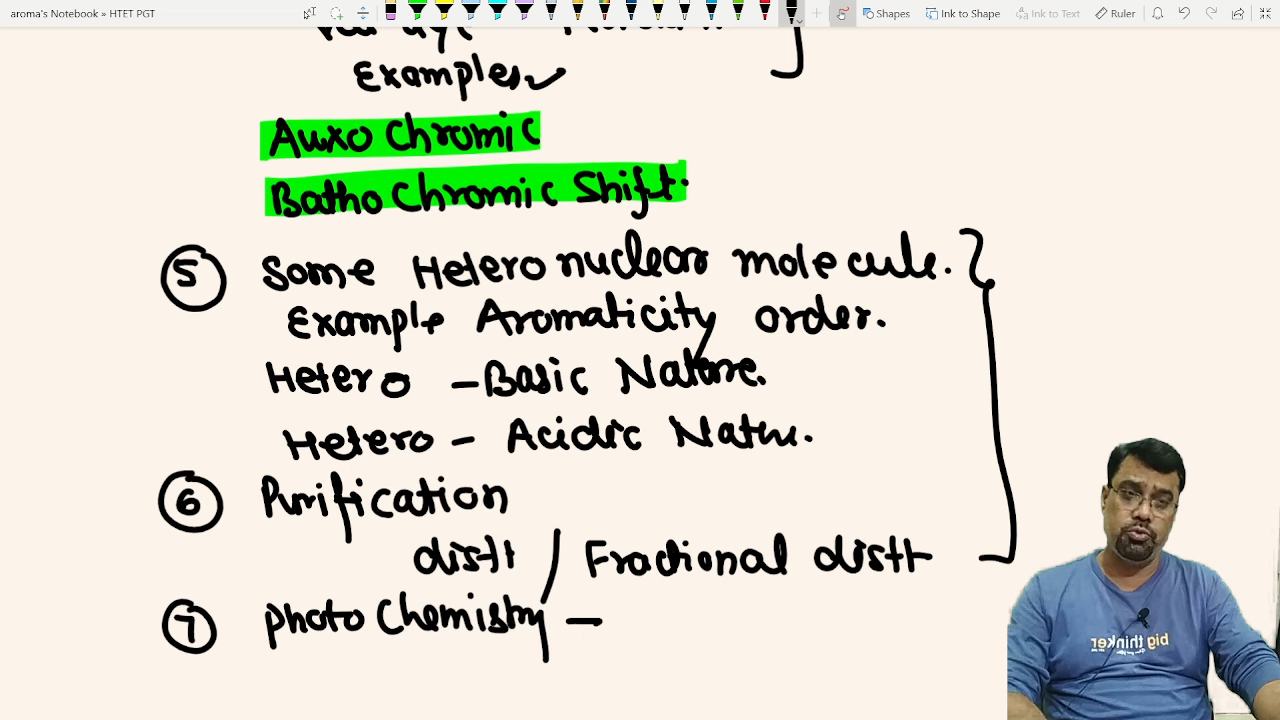 aroma's Notebook » HTET PGT
Shapes Ink to Shape Ink to Text Ruler
Examples
Auxo Chromic
Batho Chromic Shift.
5 Some Hetero nuclear molecule.
Example Aromaticity order.
Hetero - Basic Nature.
Hetero - Acidic Natu.
6 Purification
distt / Fractional distt
7 Photo Chemistry -
big thinker